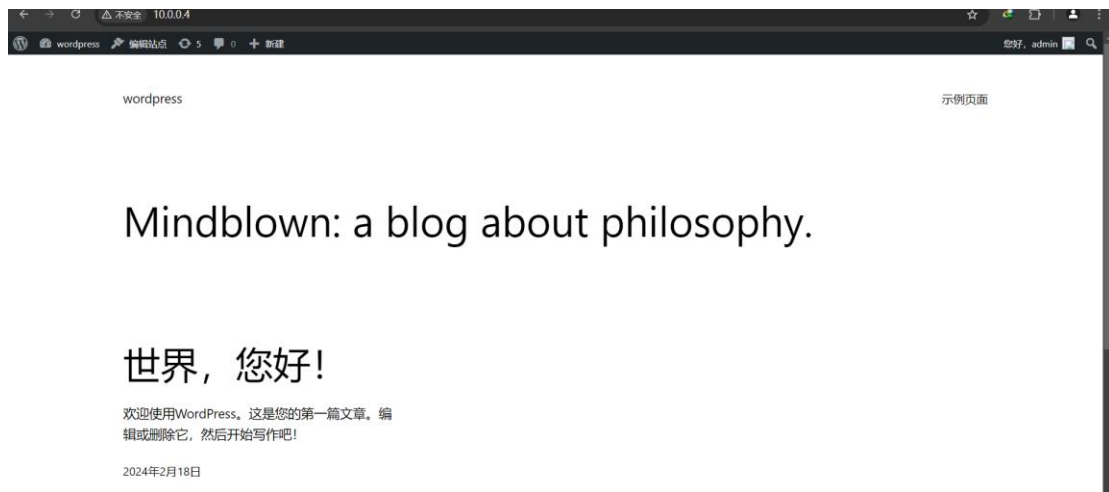 不安全 10.0.0.4
wordpress 编辑站点 5 0 新建 您好，admin
wordpress 示例页面
Mindblown: a blog about philosophy.
世界，您好！
欢迎使用WordPress。这是您的第一篇文章。编
辑或删除它，然后开始写作吧！
2024年2月18日